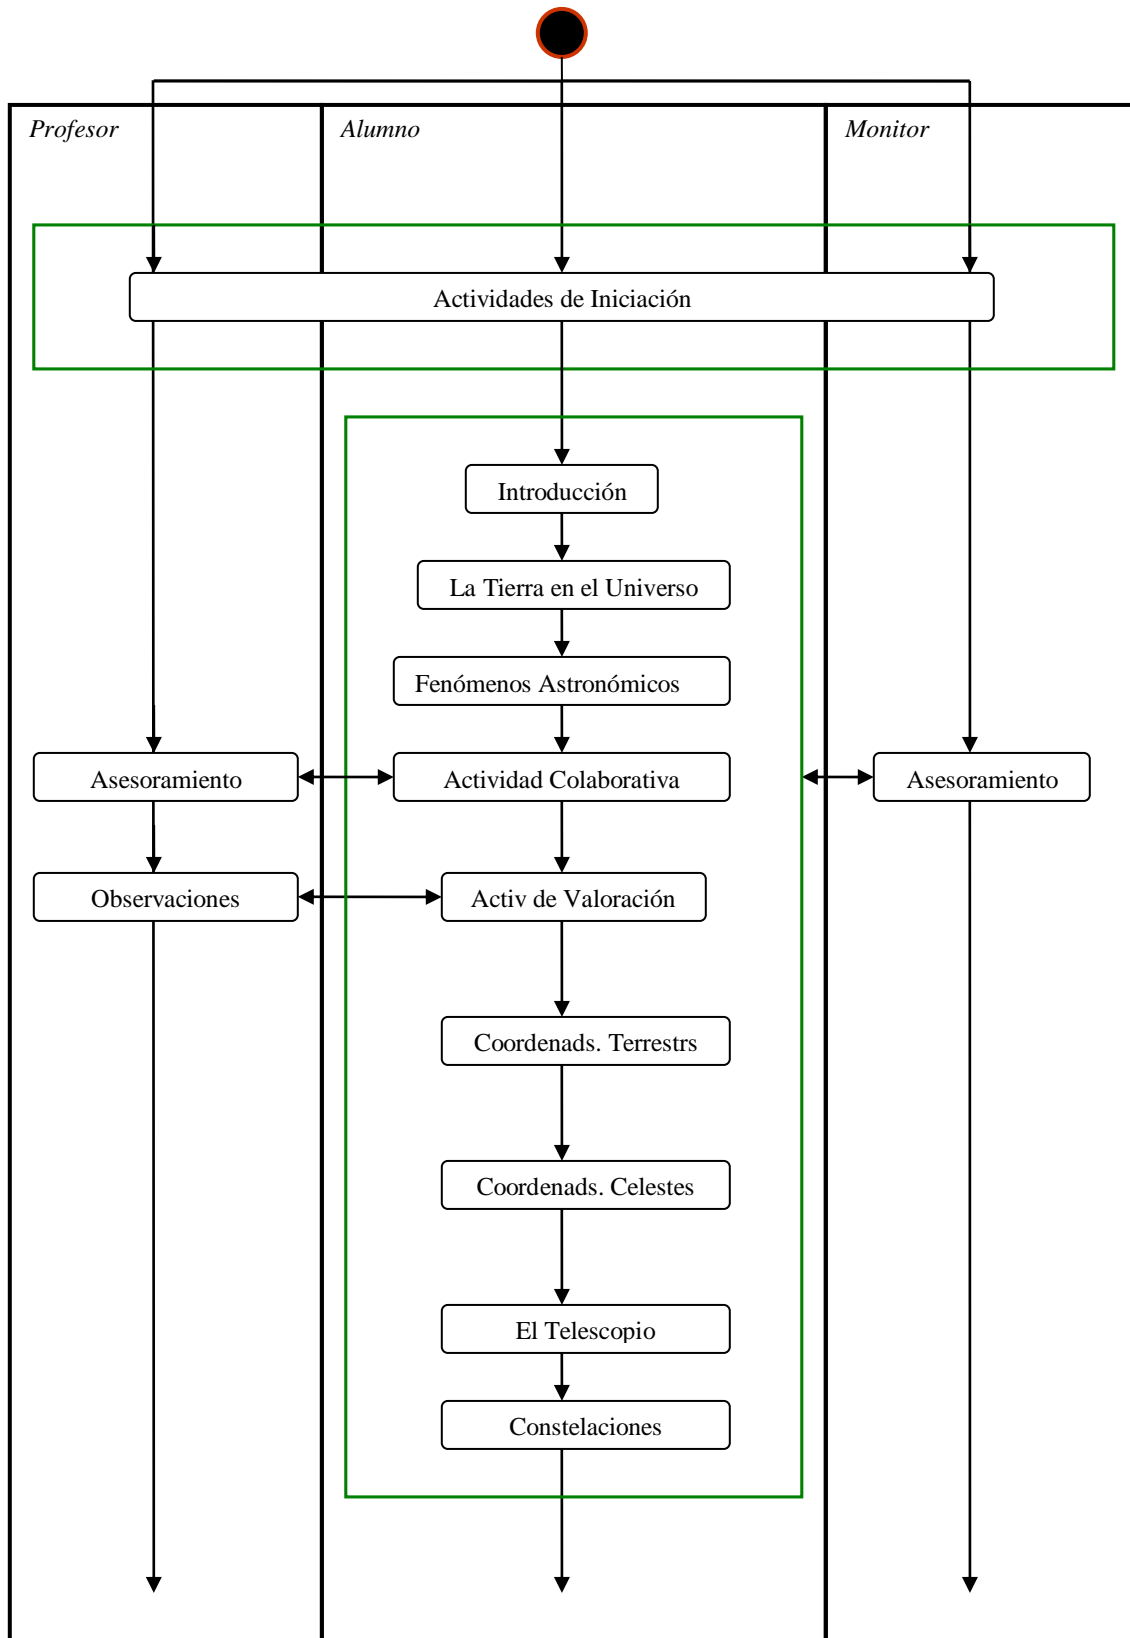 Profesor
Alumno
Monitor
Actividades de Iniciación
Introducción
La Tierra en el Universo
Fenómenos Astronómicos
Asesoramiento
Actividad Colaborativa
Asesoramiento
Observaciones
Activ de Valoración
Coordenads. Terrestrs
Coordenads. Celestes
El Telescopio
Constelaciones